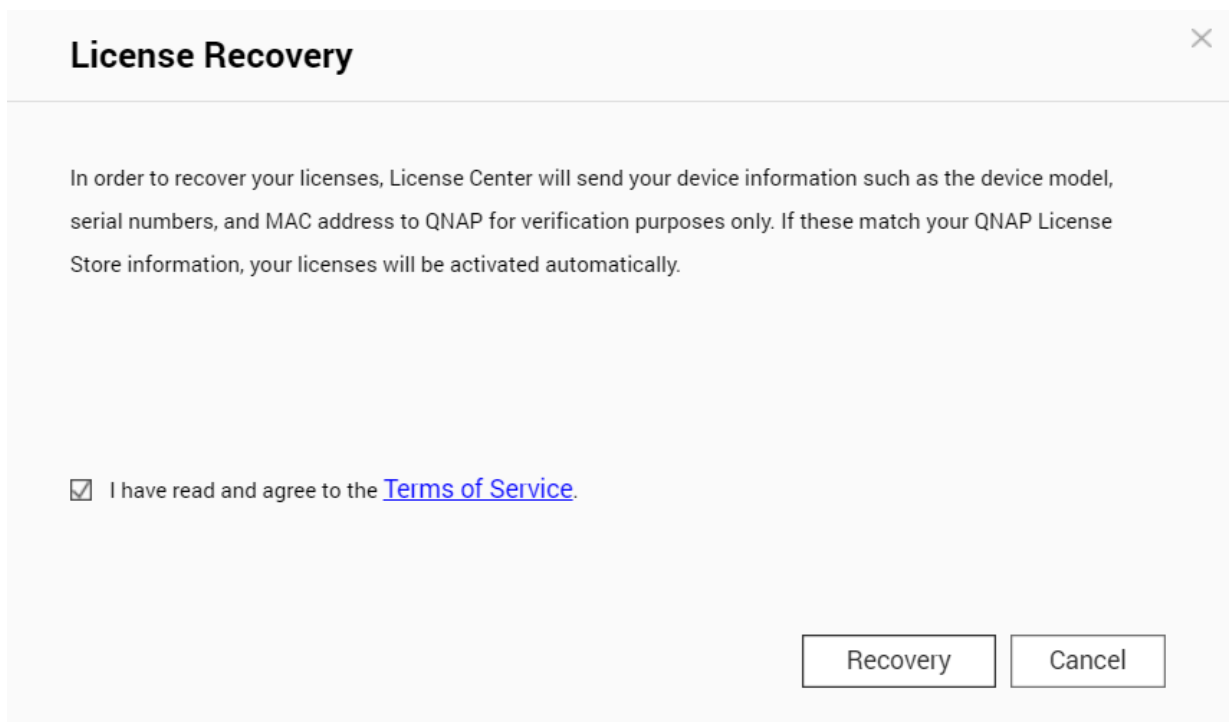 License Recovery
In order to recover your licenses, License Center will send your device information such as the device model,
serial numbers, and MAC address to QNAP for verification purposes only. If these match your QNAP License
Store information, your licenses will be activated automatically.
I have read and agree to the Terms of Service.
Recovery Cancel